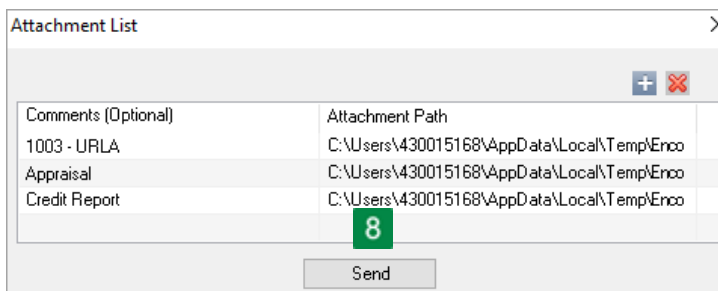 Attachment List
Comments (Optional) Attachment Path
1003 - URLA C:\Users\430015168\AppData\Local\Temp\Enco
Appraisal C:\Users\430015168\AppData\Local\Temp\Enco
Credit Report C:\Users\430015168\AppData\Local\Temp\Enco
8
Send